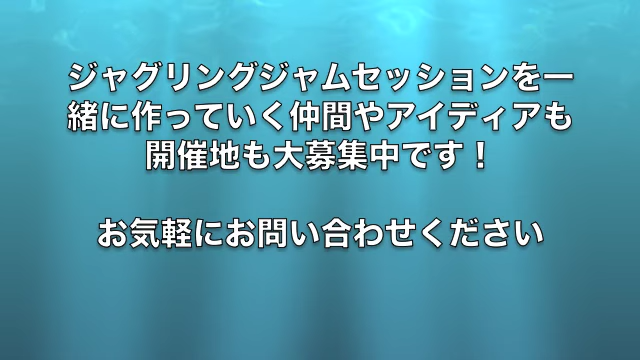 ジャグリングジャムセッションを一
緒に作っていく仲間やアイディアも
開催地も大募集中です！
お気軽にお問い合わせください